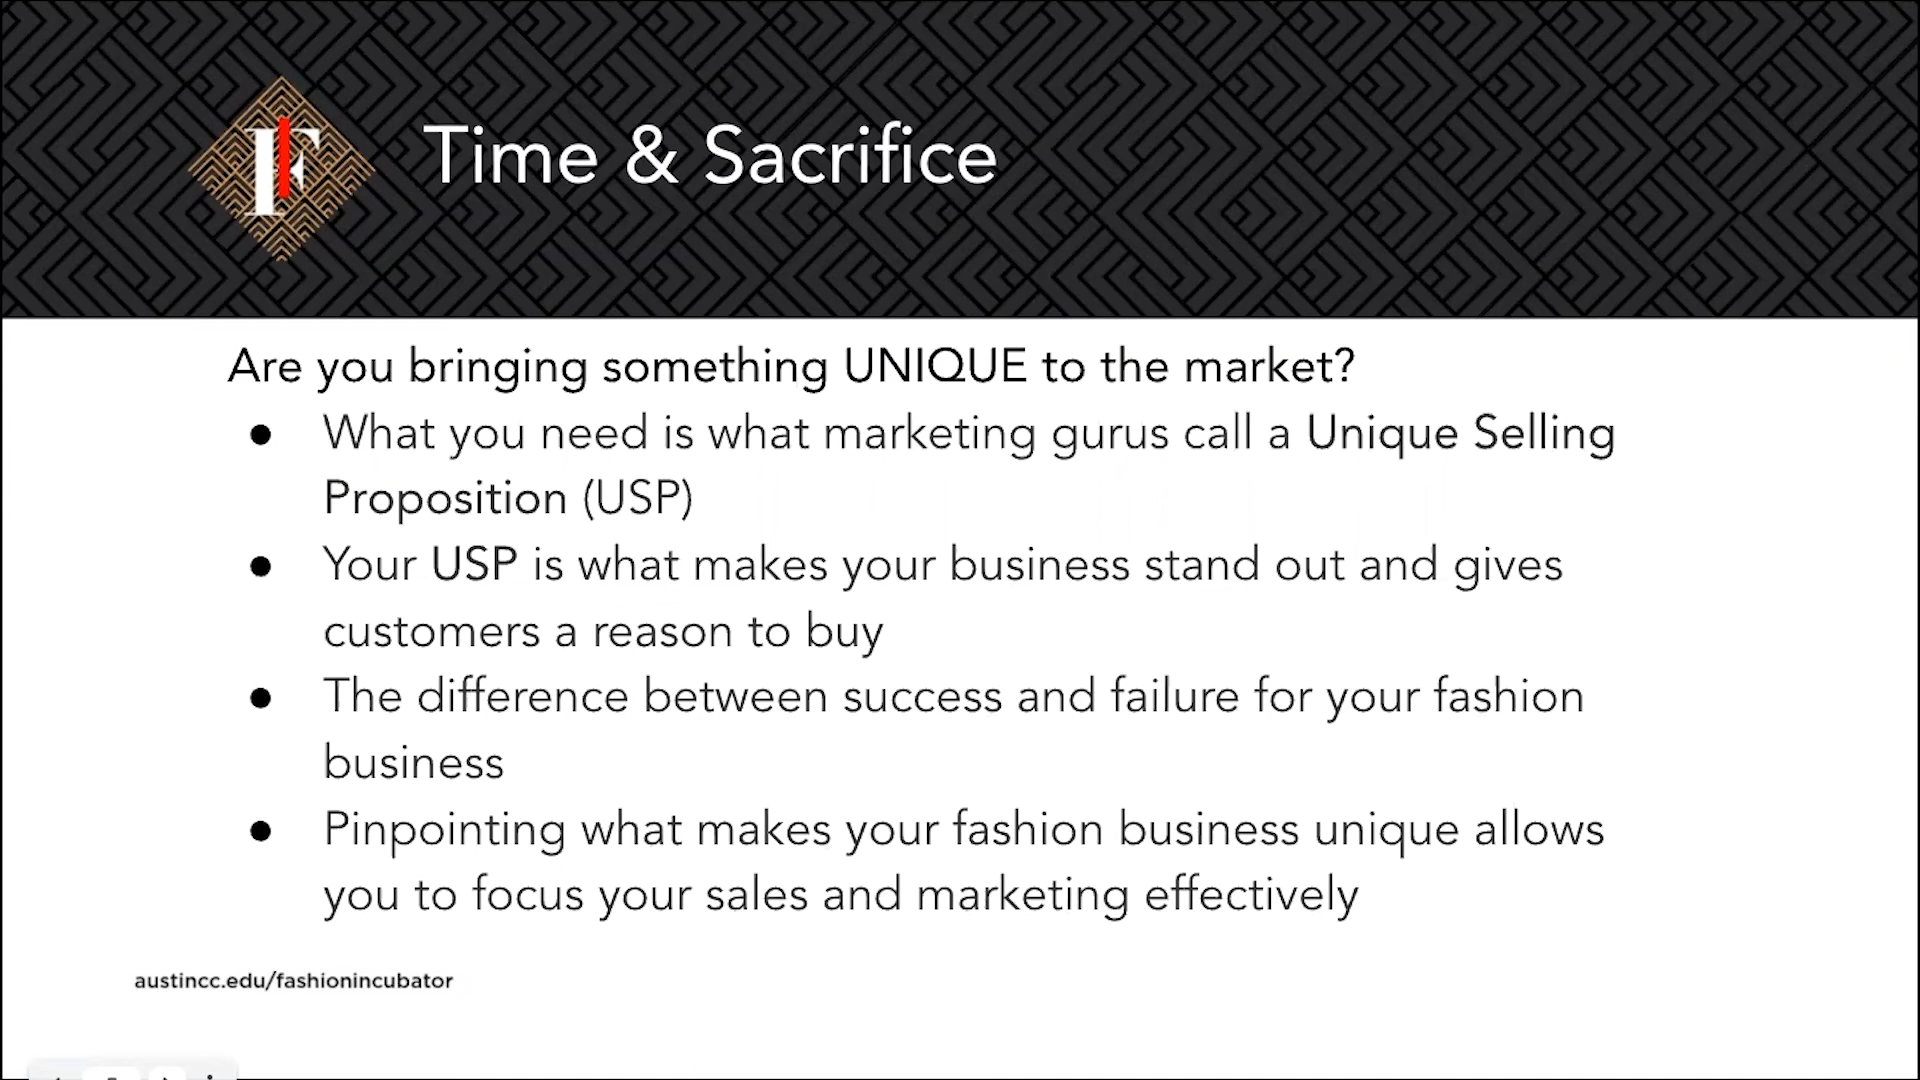 Time & Sacrifice
Are you bringing something UNIQUE to the market?
● What you need is what marketing gurus call a Unique Selling
Proposition (USP)
● Your USP is what makes your business stand out and gives
customers a reason to buy
● The difference between success and failure for your fashion
business
● Pinpointing what makes your fashion business unique allows
you to focus your sales and marketing effectively
austincc.edu/fashionincubator